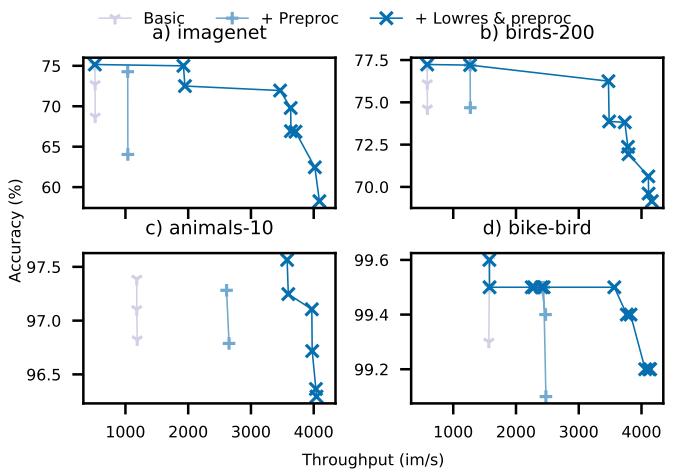 Basic + Preproc + Lowres & preproc
a) imagenet b) birds-200
75
70
65
60
77.5
75.0
72.5
70.0
Accuracy (%)
c) animals-10 d) bike-bird
97.5
97.0
96.5
99.6
99.4
99.2
1000 2000 3000 4000 1000 2000 3000 4000
Throughput (im/s)